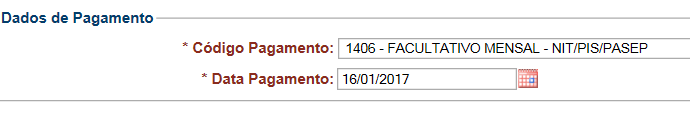 Dados de Pagamento
* Código Pagamento: 1406 - FACULTATIVO MENSAL - NIT/PIS/PASEP
* Data Pagamento: 16/01/2017